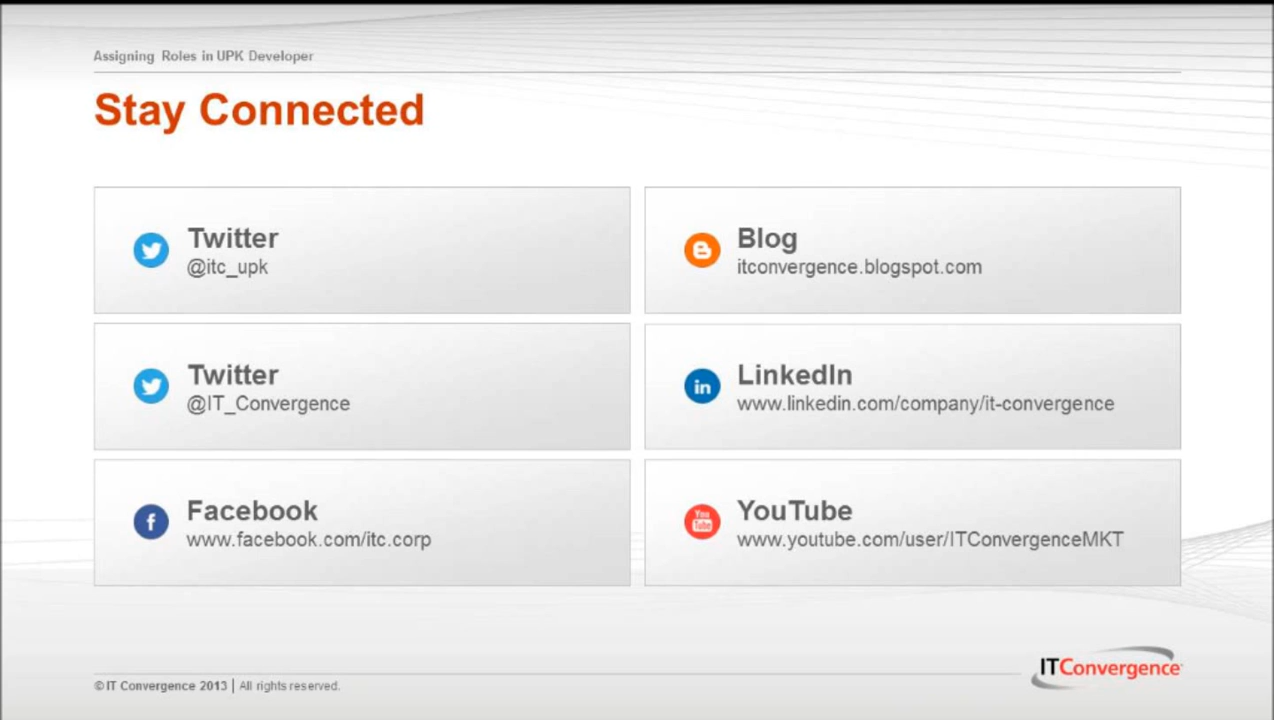 Assigning Roles in UPK Developer
Stay Connected
Twitter
@itc_upk
Blog
itconvergence.blogspot.com
Twitter
@IT_Convergence
LinkedIn
www.linkedin.com/company/it-convergence
Facebook
www.facebook.com/itc.corp
You
Tube
YouTube
www.youtube.com/user/ITConvergenceMKT
© IT Convergence 2013 | All rights reserved.
ITConvergence